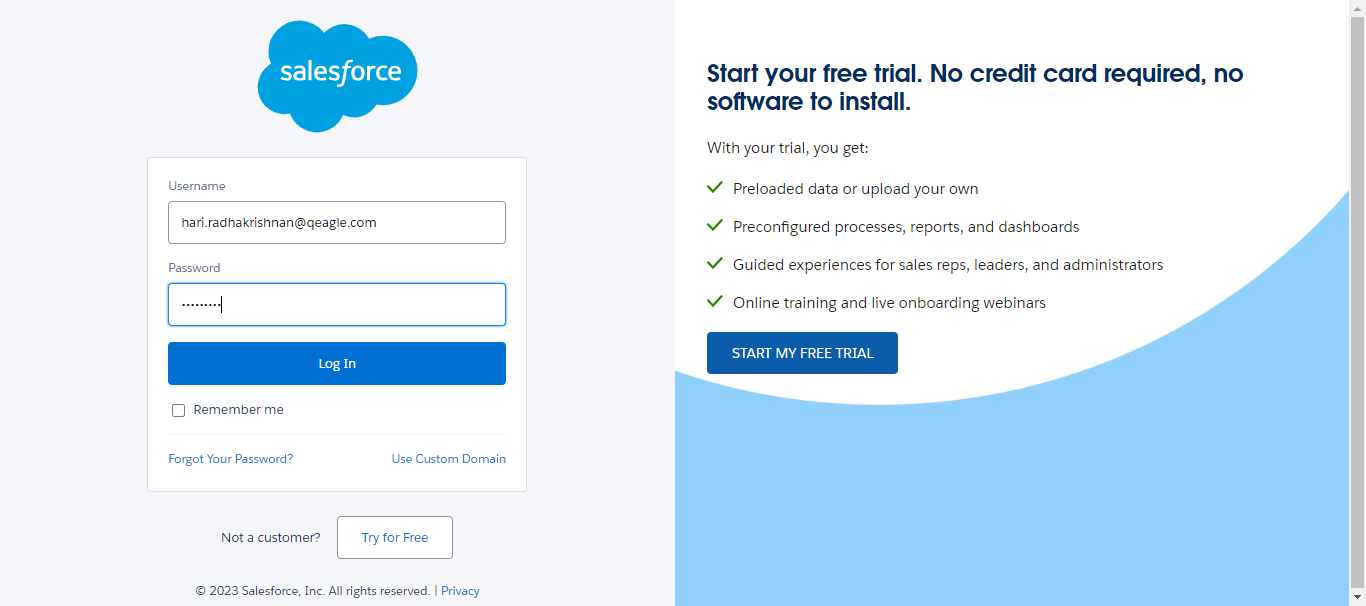 salesforce
Username
hari.radhakrishnan@qeagle.com
Password
•••••••••
Log In
Remember me
Forgot Your Password?
Use Custom Domain
Not a customer?
Try for Free
© 2023 Salesforce, Inc. All rights reserved. | Privacy
Start your free trial. No credit card required, no
software to install.
With your trial, you get:
Preloaded data or upload your own
Preconfigured processes, reports, and dashboards
Guided experiences for sales reps, leaders, and administrators
Online training and live onboarding webinars
START MY FREE TRIAL